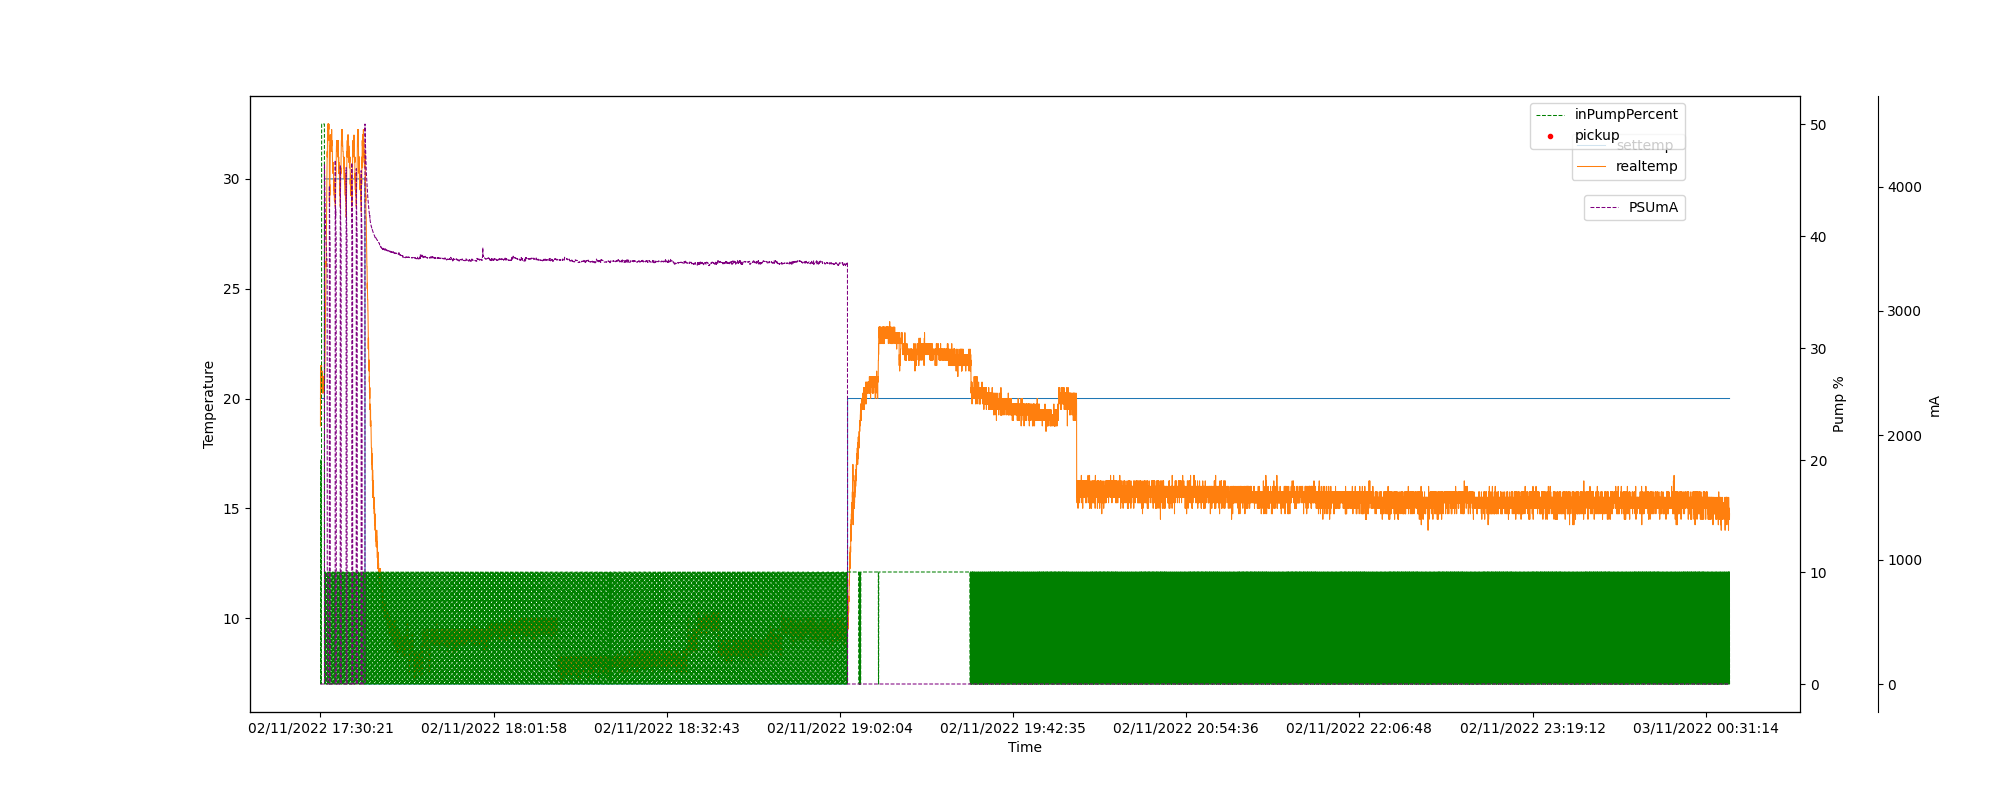 inPumpPercent
pickup
settemp
realtemp
PSUmA
30
25
20
15
10
Temperature
50
40
30
20
10
0
Pump %
4000
3000
2000
1000
0
mA
02/11/2022 17:30:21
02/11/2022 18:01:58
02/11/2022 18:32:43
02/11/2022 19:02:04
02/11/2022 19:42:35
02/11/2022 20:54:36
02/11/2022 22:06:48
02/11/2022 23:19:12
03/11/2022 00:31:14
Time